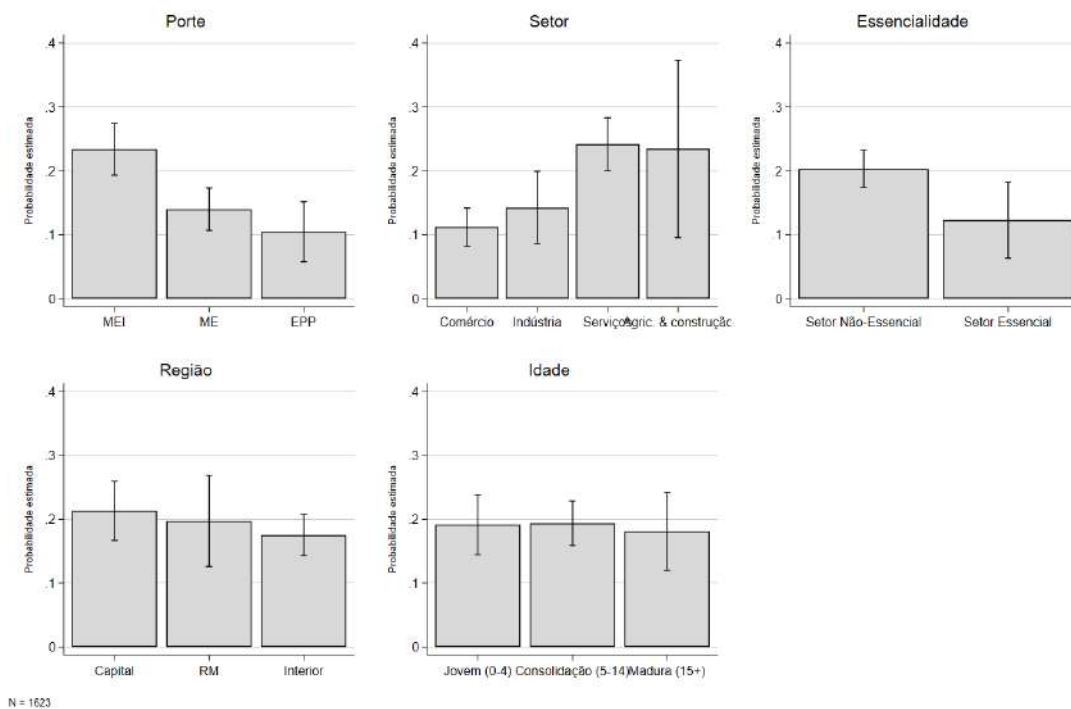 Porte
Probabilidade estimada
.4
.3
.2
.1
0
MEI ME EPP
Setor
Probabilidade estimada
.4
.3
.2
.1
0
Comércio Indústria Serviços Agric. & construção
Essencialidade
Probabilidade estimada
.4
.3
.2
.1
0
Setor Não-Essencial Setor Essencial
Região
Probabilidade estimada
.4
.3
.2
.1
0
Capital RM Interior
Idade
Probabilidade estimada
.4
.3
.2
.1
0
Jovem (0-4) Consolidação (5-14) Madura (15+)
N = 1623